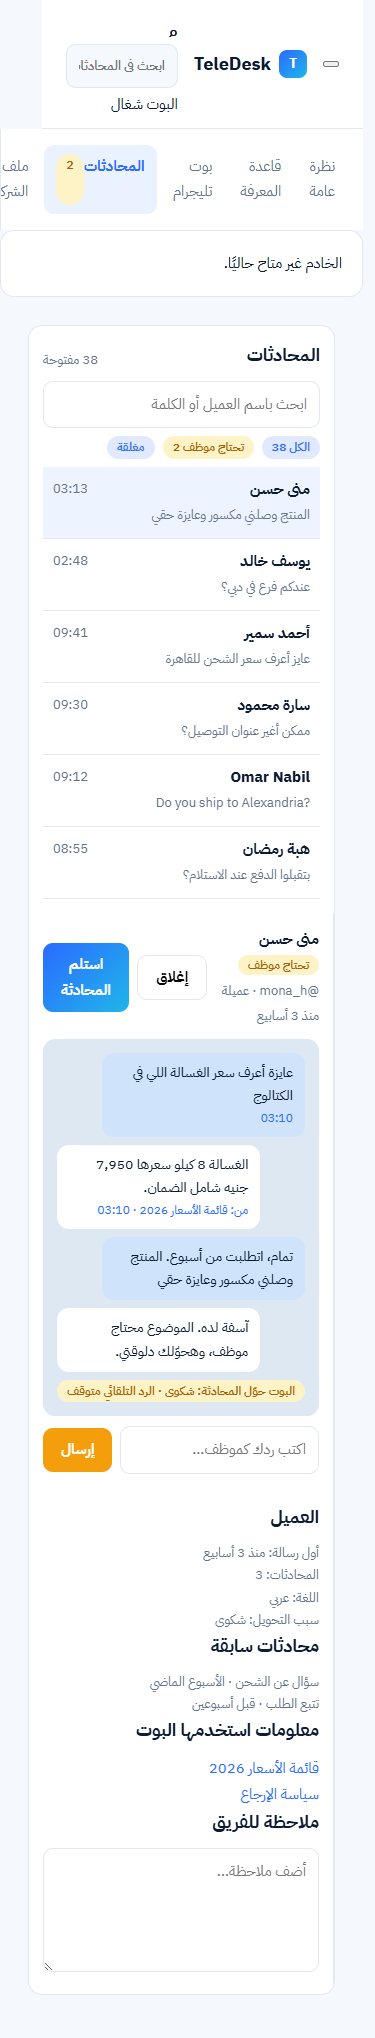 م
T TeleDesk
ابحث في المحادثات
البوت شغال
نظرة عامة
قاعدة المعرفة
بوت تليجرام
المحادثات 2
ملف
الخادم غير متاح حاليًا.
المحادثات
38 مفتوحة
ابحث باسم العميل أو الكلمة
الكل 38
تحتاج موظف 2
مغلقة
منى حسن
03:13
المنتج وصلني مكسور وعايزة حقي
يوسف خالد
02:48
عندكم فرع في دبي؟
أحمد سمير
09:41
عايز أعرف سعر الشحن للقاهرة
سارة محمود
09:30
ممكن أغير عنوان التوصيل؟
Omar Nabil
09:12
Do you ship to Alexandria?
هبة رمضان
08:55
بتقبلوا الدفع عند الاستلام؟
منى حسن
تحتاج موظف
@mona_h · عميلة
منذ 3 أسابيع
إغلاق
استلم
المحادثة
عايزة أعرف سعر الغسالة اللي في
الكتالوج
03:10
الغسالة 8 كيلو سعرها 7,950
جنيه شامل الضمان.
من: قائمة الأسعار 2026 · 03:10
تمام، اتطلبت من أسبوع. المنتج
وصلني مكسور وعايزة حقي
آسفة لده. الموضوع محتاج
موظف، وهحوّلك دلوقتي.
البوت حوّل المحادثة: شكوى · الرد التلقائي متوقف
اكتب ردك كموظف...
إرسال
العميل
أول رسالة: منذ 3 أسابيع
المحادثات: 3
اللغة: عربي
سبب التحويل: شكوى
محادثات سابقة
سؤال عن الشحن · الأسبوع الماضي
تتبع الطلب · قبل أسبوعين
معلومات استخدمها البوت
قائمة الأسعار 2026
سياسة الإرجاع
ملاحظة للفريق
أضف ملاحظة...